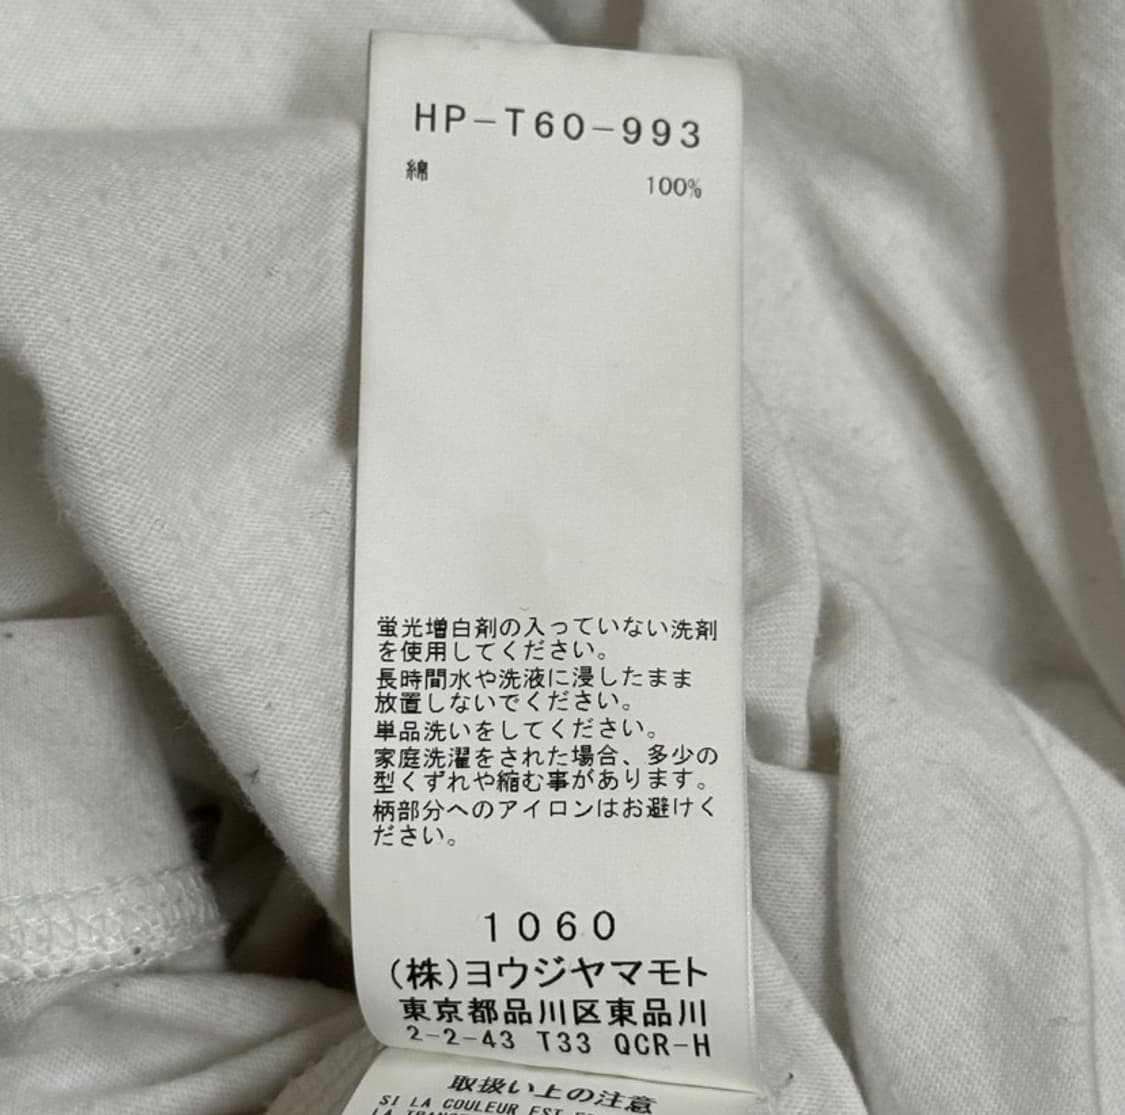 HP-T60-993
綿 100%
蛍光増白剤の入っていない洗剤
を使用してください。
長時間水や洗液に浸したまま
放置しないでください。
単品洗いをしてください。
家庭洗濯をされた場合、多少の
型くずれや縮む事があります。
柄部分へのアイロンはお避けく
ださい。
1060
(株)ヨウジヤマモト
東京都品川区東品川
2-2-43 T33 QCR-H
取扱い上の注意
SI LA COULEUR EST
LA